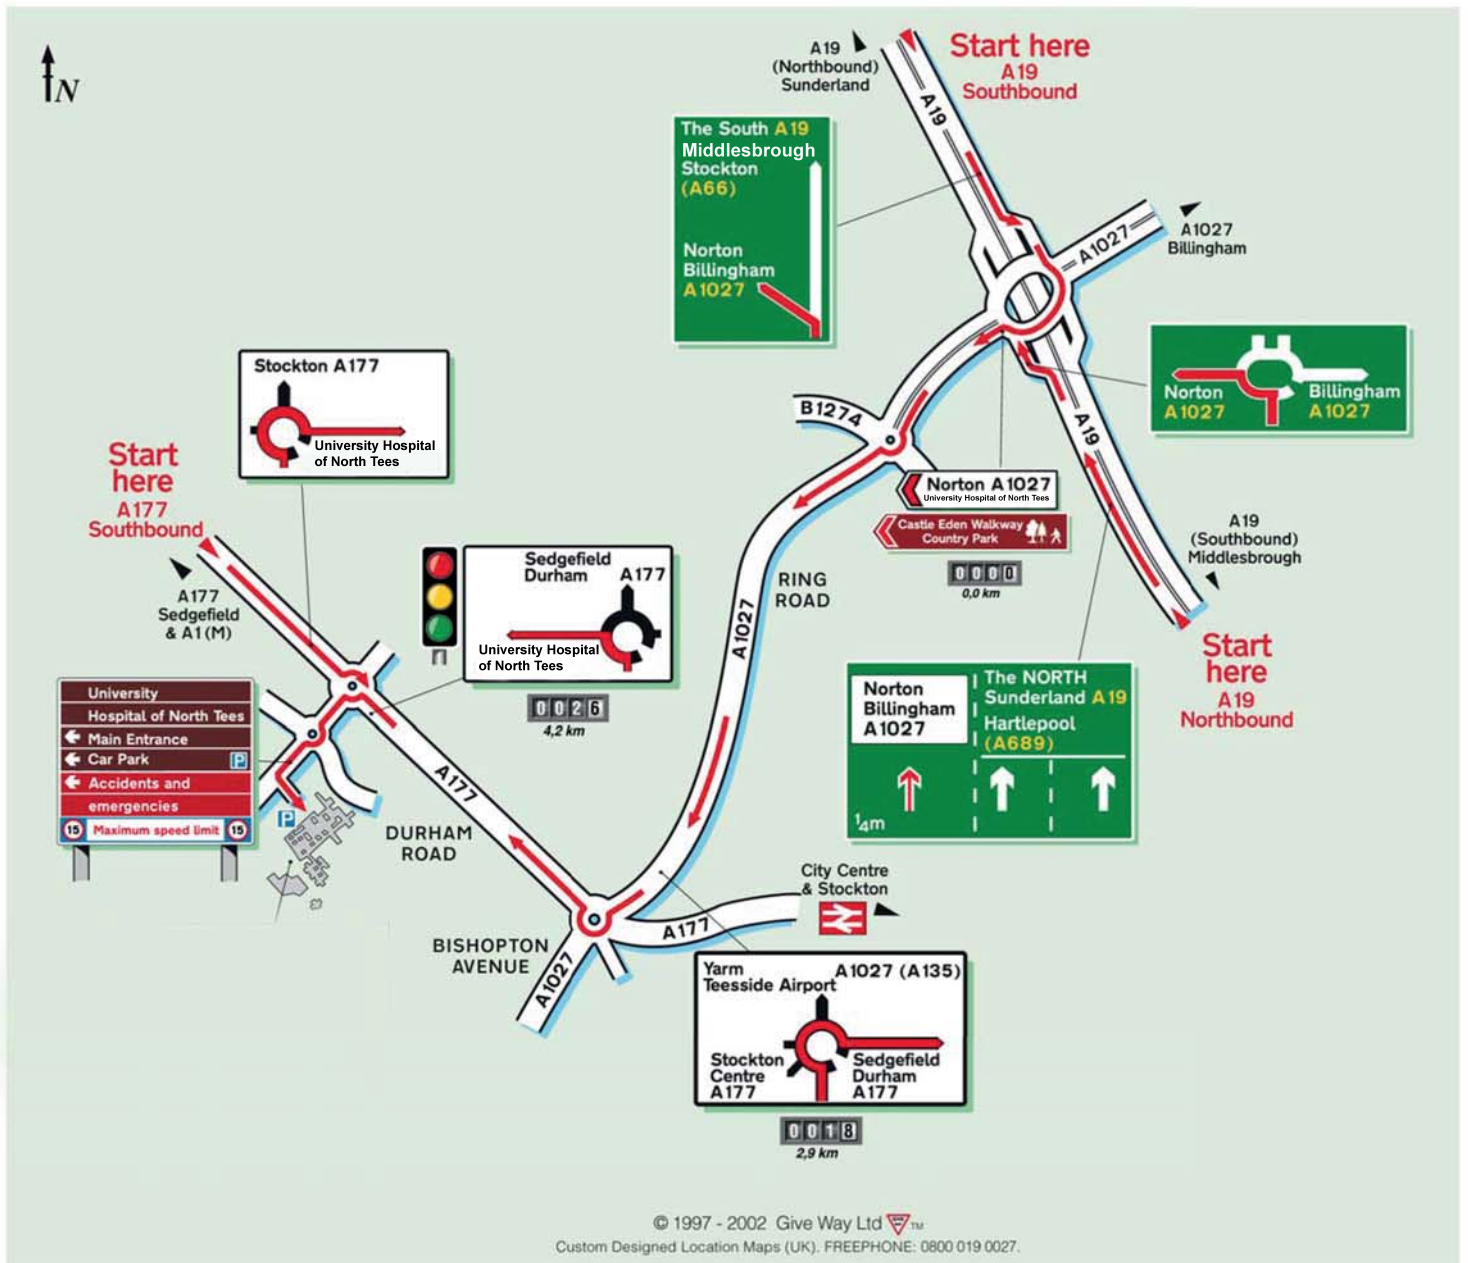 N
A19
(Northbound)
Sunderland
Start here
A19
Southbound
A19
The South A19
Middlesbrough
Stockton
(A66)
Norton
Billingham
A1027
A1027
A1027
Billingham
Norton
A1027
Billingham
A1027
A19
B1274
Norton A1027
University Hospital of North Tees
Castle Eden Walkway
Country Park
0000
0,0 km
A19
(Southbound)
Middlesbrough
Start
here
A19
Northbound
Norton
Billingham
A1027
The NORTH
Sunderland A19
Hartlepool
(A689)
1/4m
RING
ROAD
A1027
Stockton A177
University Hospital
of North Tees
Start
here
A177
Southbound
A177
Sedgefield
& A1(M)
Sedgefield
Durham
A177
University Hospital
of North Tees
0026
4,2 km
University
Hospital of North Tees
Main Entrance
Car Park P
Accidents and
emergencies
15 Maximum speed limit 15
P
A177
DURHAM
ROAD
City Centre
& Stockton
A177
BISHOPTON
AVENUE
A1027
Yarm
Teesside Airport
A1027 (A135)
Stockton
Centre
A177
Sedgefield
Durham
A177
0018
2,9 km
© 1997 - 2002 Give Way Ltd TM
Custom Designed Location Maps (UK). FREEPHONE: 0800 019 0027.